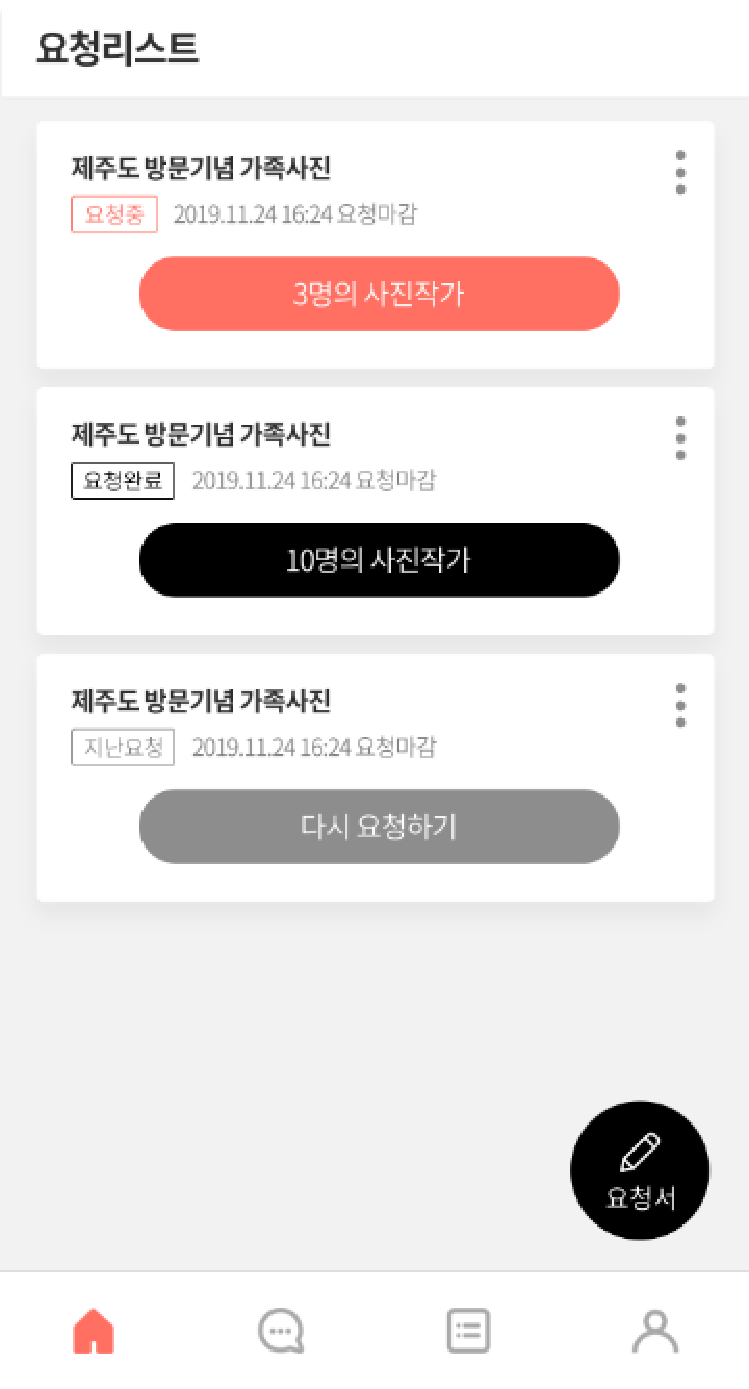 요청리스트
제주도 방문기념 가족사진
요청중 2019.11.24 16:24 요청마감
3명의 사진작가
제주도 방문기념 가족사진
요청완료 2019.11.24 16:24 요청마감
10명의 사진작가
제주도 방문기념 가족사진
지난요청 2019.11.24 16:24 요청마감
다시 요청하기
요청서